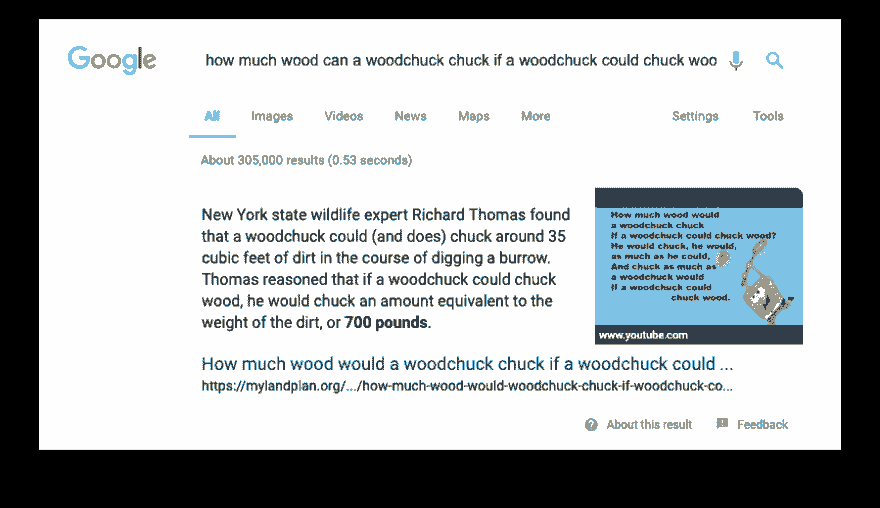 Google
how much wood can a woodchuck chuck if a woodchuck could chuck woo
All Images Videos News Maps More Settings Tools
About 305,000 results (0.53 seconds)
New York state wildlife expert Richard Thomas found
that a woodchuck could (and does) chuck around 35
cubic feet of dirt in the course of digging a burrow.
Thomas reasoned that if a woodchuck could chuck
wood, he would chuck an amount equivalent to the
weight of the dirt, or 700 pounds.
How much wood would
a woodchuck chuck
If a woodchuck could chuck wood?
He would chuck, he would,
as much as he could,
And chuck as much as
a woodchuck would
If a woodchuck could
chuck wood.
www.youtube.com
How much wood would a woodchuck chuck if a woodchuck could ...
https://mylandplan.org/.../how-much-wood-would-woodchuck-chuck-if-woodchuck-co...
About this result Feedback